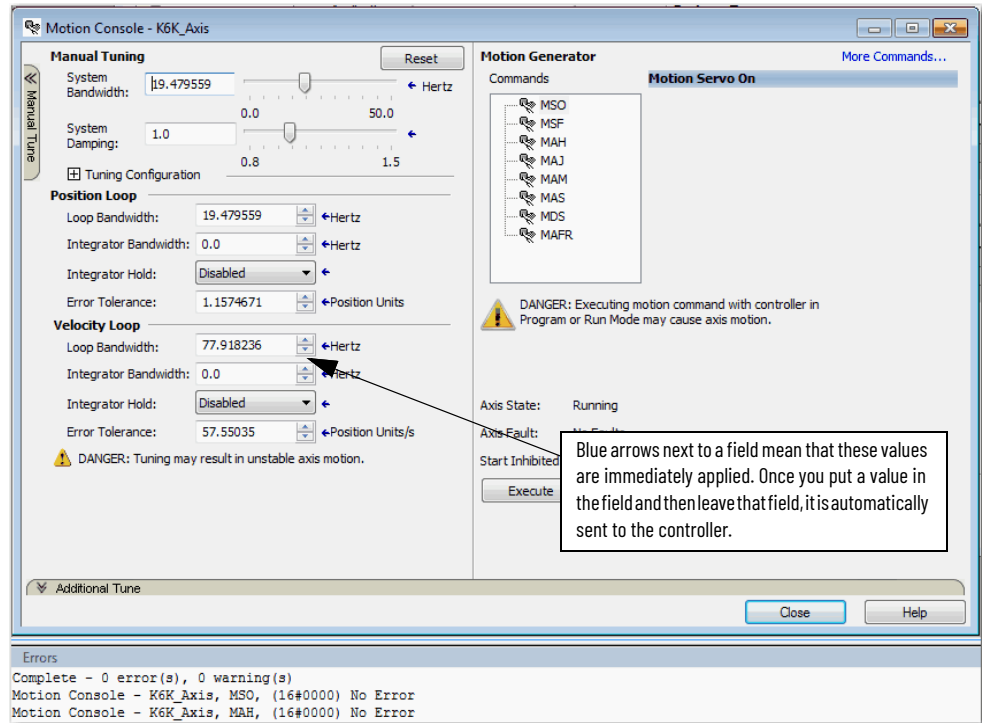 Motion Console - K6K_Axis
Manual Tuning
Reset
Manual Tune
System
Bandwidth:
19.479559
Hertz
0.0
50.0
System
Damping:
1.0
0.8
1.5
Tuning Configuration
Position Loop
Loop Bandwidth: 19.479559 Hertz
Integrator Bandwidth: 0.0 Hertz
Integrator Hold: Disabled
Error Tolerance: 1.1574671 Position Units
Velocity Loop
Loop Bandwidth: 77.918236 Hertz
Integrator Bandwidth: 0.0 Hertz
Integrator Hold: Disabled
Error Tolerance: 57.55035 Position Units/s
DANGER: Tuning may result in unstable axis motion.
Motion Generator
More Commands...
Commands
Motion Servo On
MSO
MSF
MAH
MAJ
MAM
MAS
MDS
MAFR
DANGER: Executing motion command with controller in
Program or Run Mode may cause axis motion.
Axis State: Running
Axis Fault:
Start Inhibited
Execute
Blue arrows next to a field mean that these values
are immediately applied. Once you put a value in
the field and then leave that field, it is automatically
sent to the controller.
Additional Tune
Close
Help
Errors
Complete - 0 error(s), 0 warning(s)
Motion Console - K6K_Axis, MSO, (16#0000) No Error
Motion Console - K6K_Axis, MAH, (16#0000) No Error